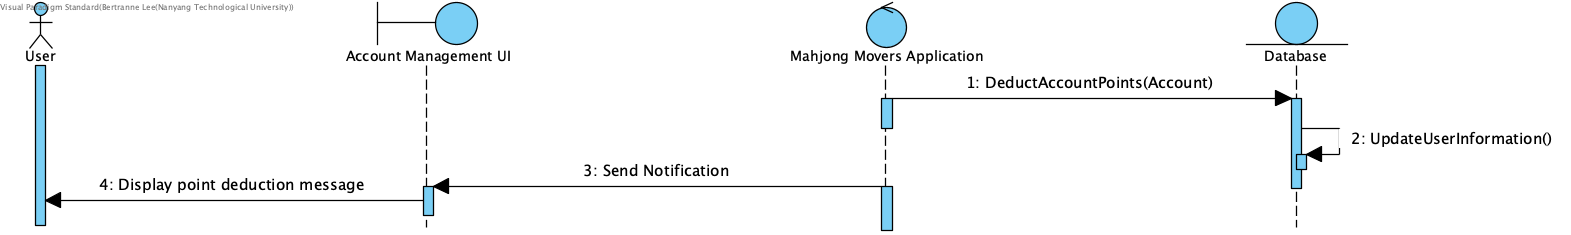 Visual Paradigm Standard(Bertranne Lee(Nanyang Technological University))
User
Account Management UI
Mahjong Movers Application
Database
1: DeductAccountPoints(Account)
2: UpdateUserInformation()
3: Send Notification
4: Display point deduction message